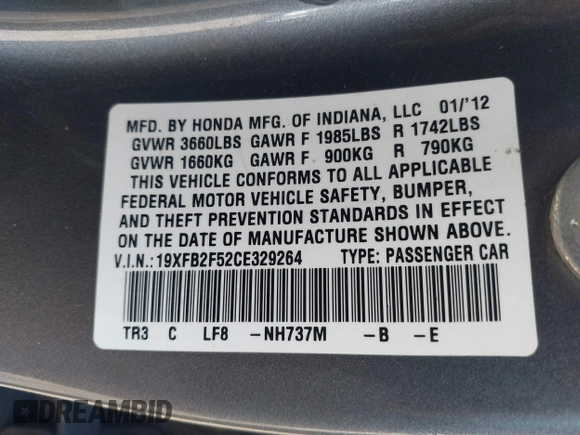 MFD. BY HONDA MFG. OF INDIANA, LLC 01/'12
GVWR 3660LBS GAWR F 1985LBS R 1742LBS
GVWR 1660KG GAWR F 900KG R 790KG
THIS VEHICLE CONFORMS TO ALL APPLICABLE
FEDERAL MOTOR VEHICLE SAFETY, BUMPER,
AND THEFT PREVENTION STANDARDS IN EFFECT
ON THE DATE OF MANUFACTURE SHOWN ABOVE.
V.I.N.: 19XFB2F52CE329264 TYPE: PASSENGER CAR
TR3 C LF8 -NH737M -B -E
DREAMBID